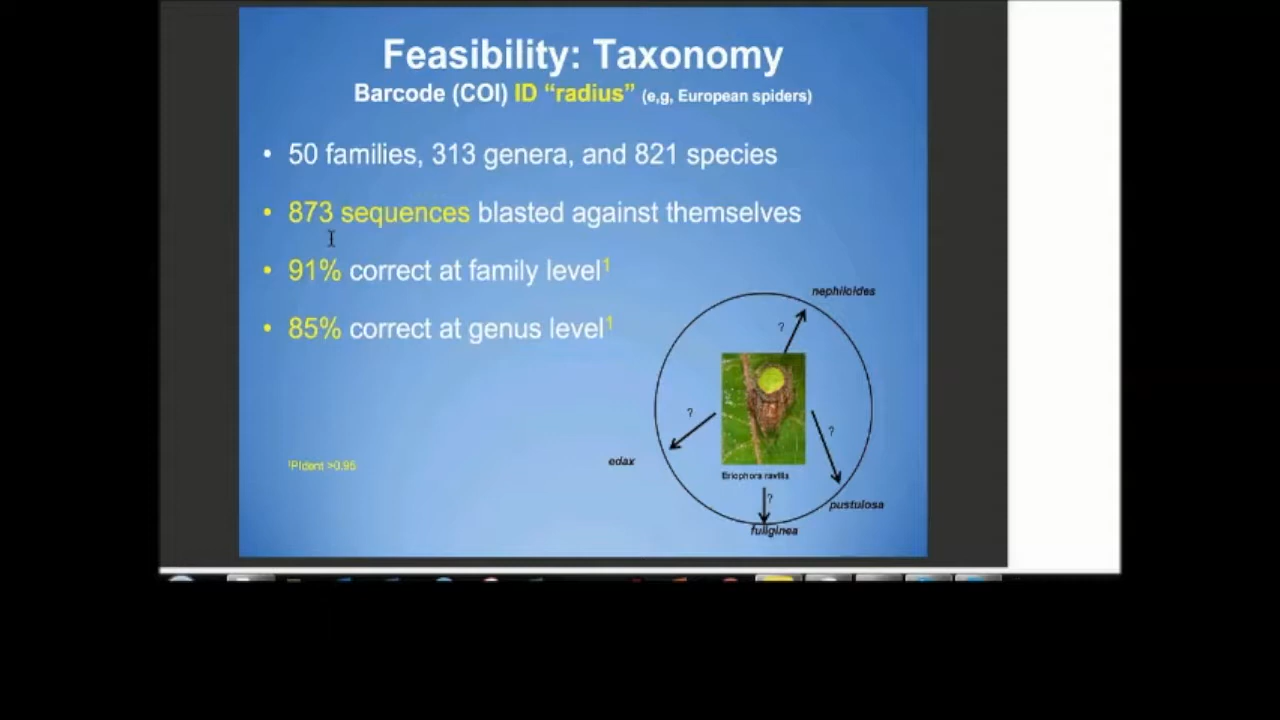 Feasibility: Taxonomy
Barcode (COI) ID “radius” (e,g, European spiders)
• 50 families, 313 genera, and 821 species
• 873 sequences blasted against themselves
• 91% correct at family level¹
• 85% correct at genus level¹
nephiloides
?
?
?
edax
Eriophora ravilla
?
pustulosa
fuliginea
¹PIdent >0.95